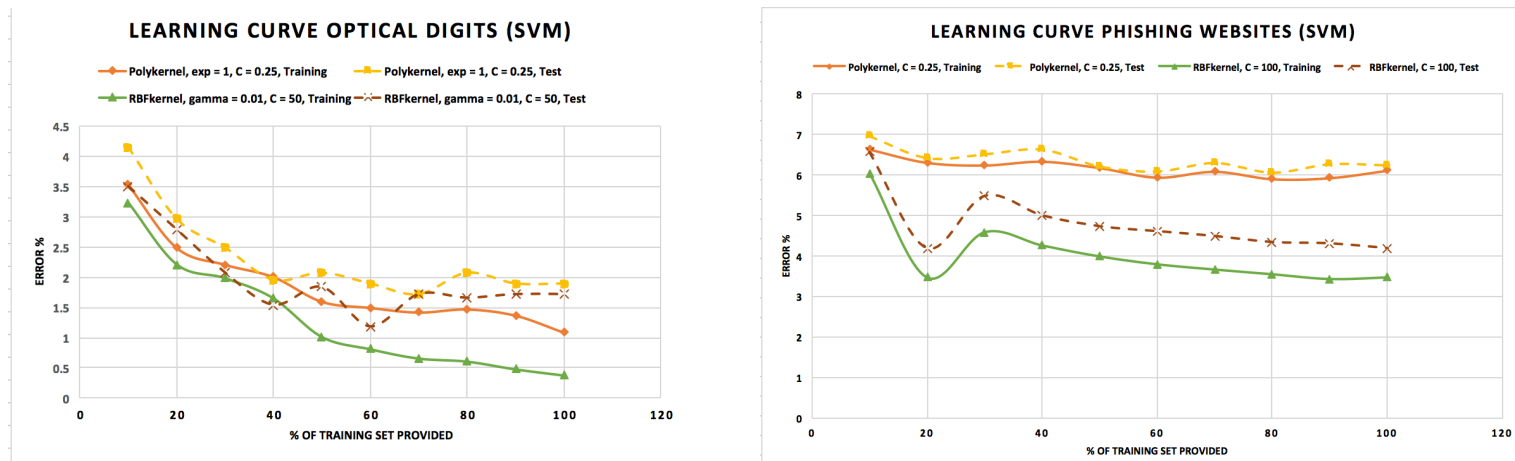 LEARNING CURVE OPTICAL DIGITS (SVM)
Polykernel, exp = 1, C = 0.25, Training
Polykernel, exp = 1, C = 0.25, Test
RBFkernel, gamma = 0.01, C = 50, Training
RBFkernel, gamma = 0.01, C = 50, Test
4.5
4
3.5
3
2.5
2
1.5
1
0.5
0
ERROR %
0 20 40 60 80 100 120
% OF TRAINING SET PROVIDED
LEARNING CURVE PHISHING WEBSITES (SVM)
Polykernel, C = 0.25, Training
Polykernel, C = 0.25, Test
RBFkernel, C = 100, Training
RBFkernel, C = 100, Test
8
7
6
5
4
3
2
1
0
ERROR %
0 20 40 60 80 100 120
% OF TRAINING SET PROVIDED